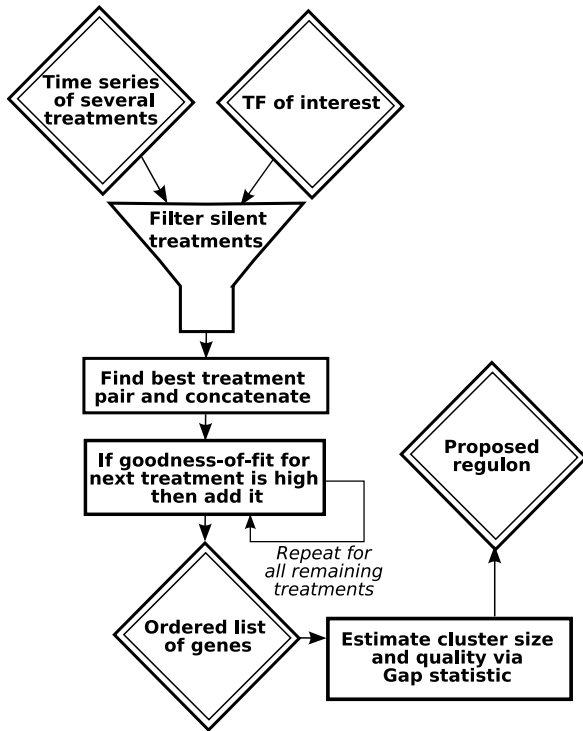 Time series
of several
treatments
TF of interest
Filter silent
treatments
Find best treatment
pair and concatenate
If goodness-of-fit for
next treatment is high
then add it
Repeat for
all remaining
treatments
Proposed
regulon
Ordered list
of genes
Estimate cluster size
and quality via
Gap statistic